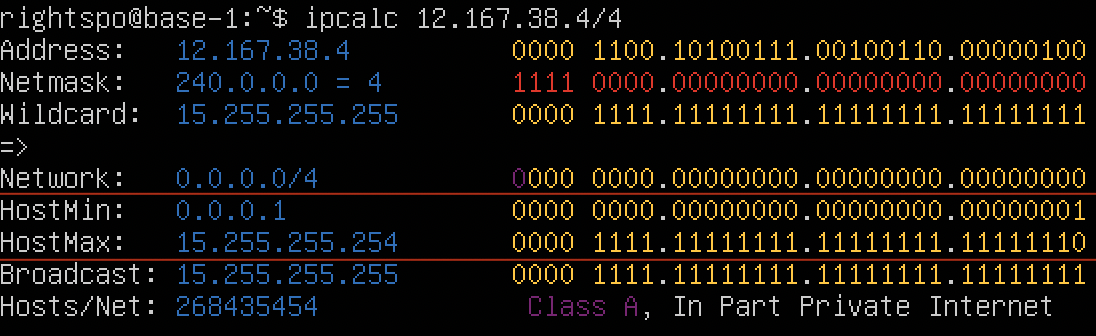 rightspo@base-1:~$ ipcalc 12.167.38.4/4
Address: 12.167.38.4 0000 1100.10100111.00100110.00000100
Netmask: 240.0.0.0 = 4 1111 0000.00000000.00000000.00000000
Wildcard: 15.255.255.255 0000 1111.11111111.11111111.11111111
=>
Network: 0.0.0.0/4 0000 0000.00000000.00000000.00000000
HostMin: 0.0.0.1 0000 0000.00000000.00000000.00000001
HostMax: 15.255.255.254 0000 1111.11111111.11111111.11111110
Broadcast: 15.255.255.255 0000 1111.11111111.11111111.11111111
Hosts/Net: 268435454 Class A, In Part Private Internet